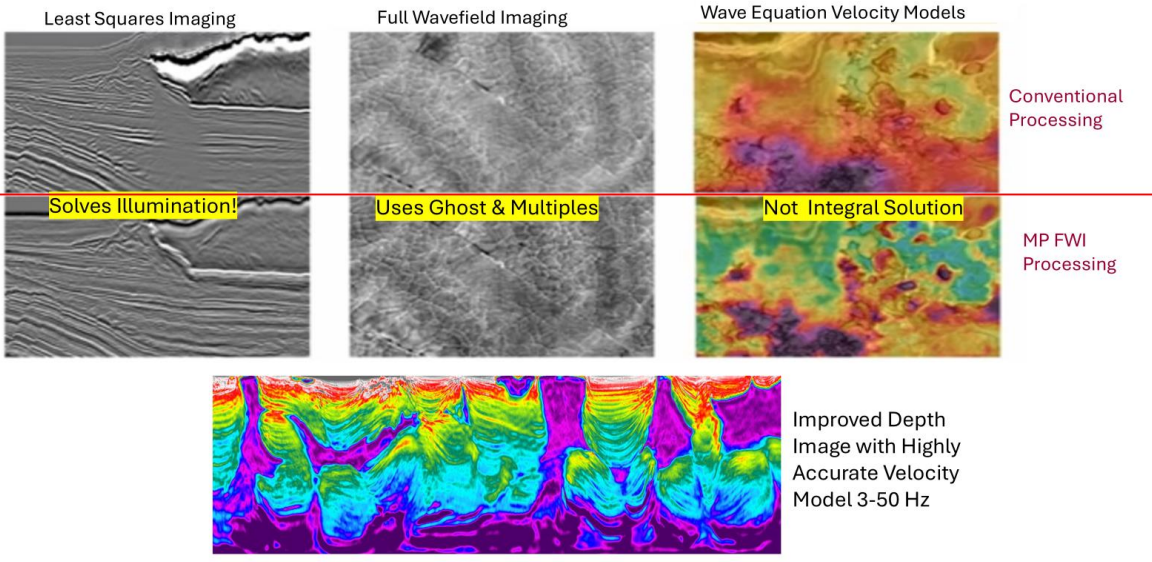 Least Squares Imaging
Full Wavefield Imaging
Wave Equation Velocity Models
Conventional
Processing
Solves Illumination!
Uses Ghost & Multiples
Not  Integral Solution
MP FWI
Processing
Improved Depth
Image with Highly
Accurate Velocity
Model 3-50 Hz